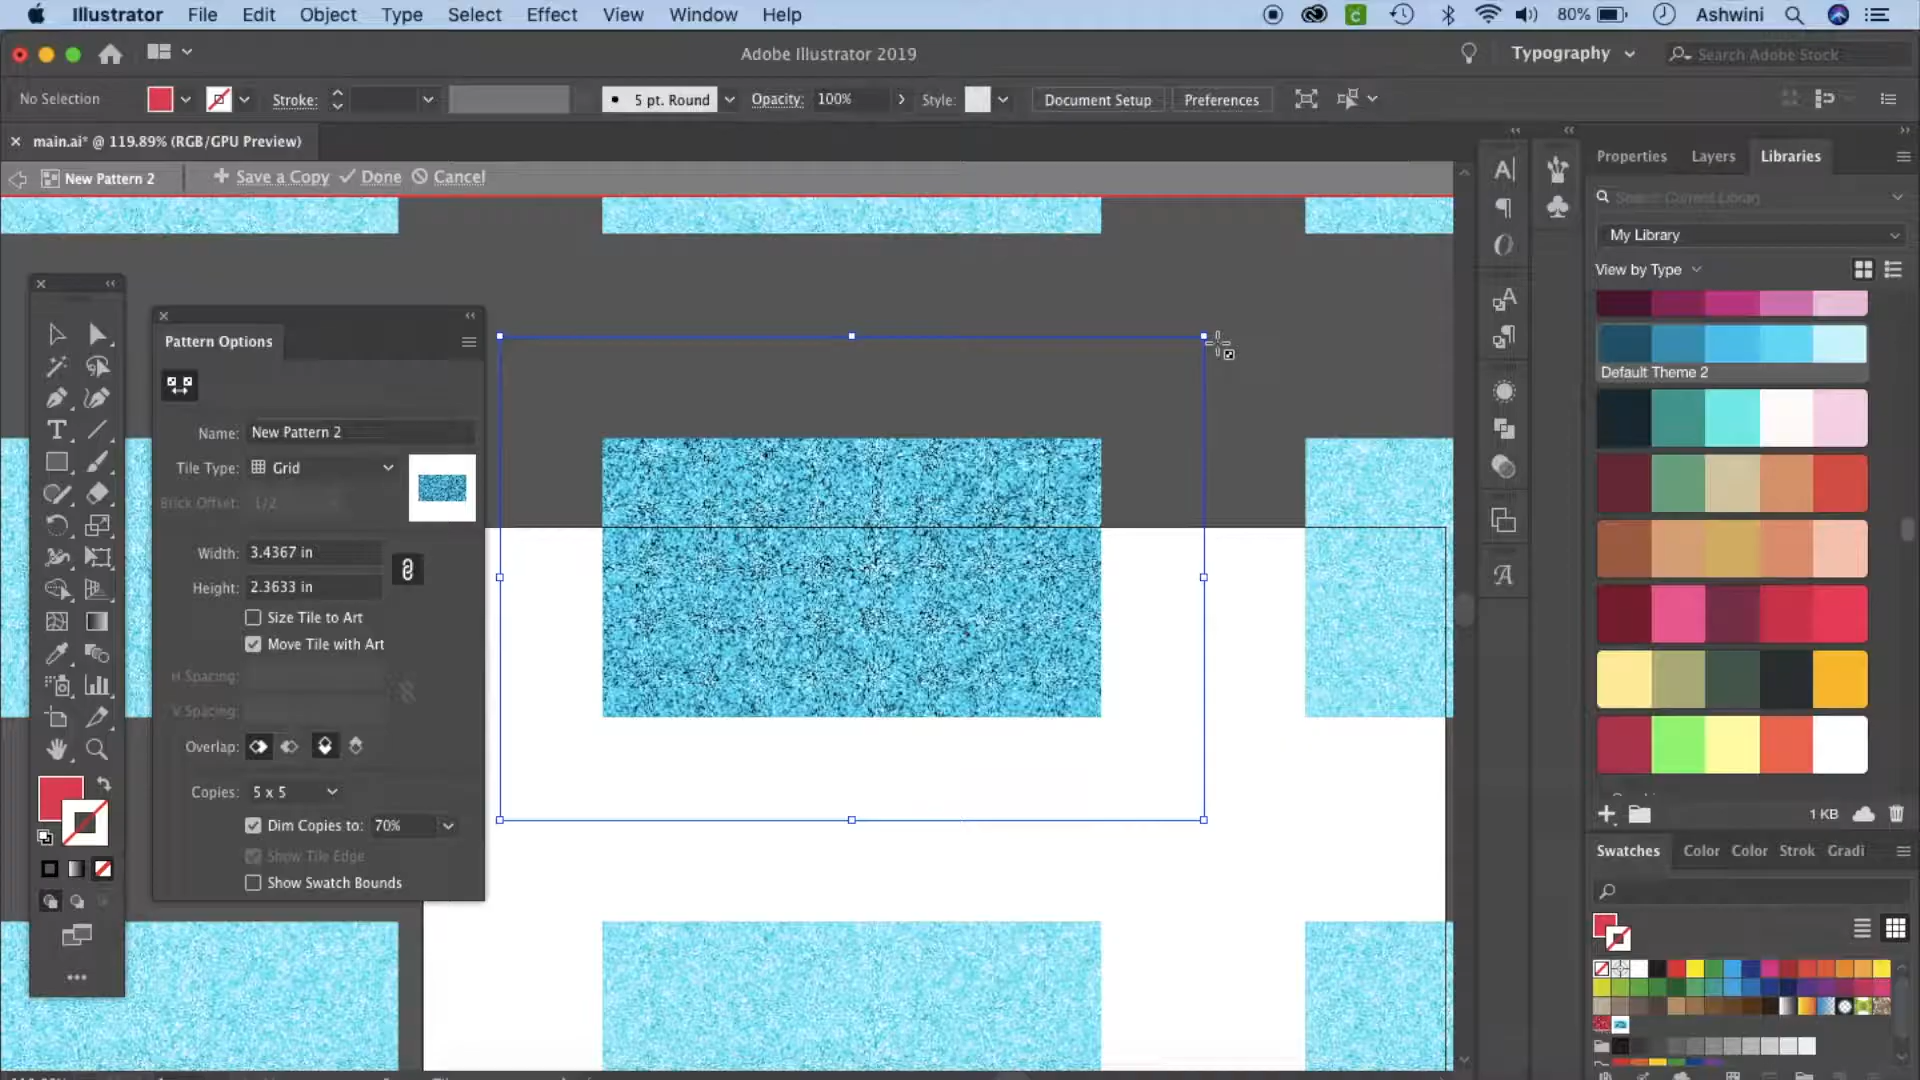 Illustrator File Edit Object Type Select Effect View Window Help 80% Ashwini
Adobe Illustrator 2019 Typography Search Adobe Stock
No Selection Stroke: 5 pt. Round Opacity: 100% Style: Document Setup Preferences
× main.ai* @ 119.89% (RGB/GPU Preview)
New Pattern 2 + Save a Copy Done Cancel
Properties Layers Libraries
Search Current Library
My Library
View by Type
Default Theme 2
1 KB
Pattern Options
Name: New Pattern 2
Tile Type: Grid
Brick Offset: 1/2
Width: 3.4367 in
Height: 2.3633 in
Size Tile to Art
Move Tile with Art
H Spacing:
V Spacing:
Overlap:
Copies: 5 x 5
Dim Copies to: 70%
Show Tile Edge
Show Swatch Bounds
Swatches Color Color Strok Gradi